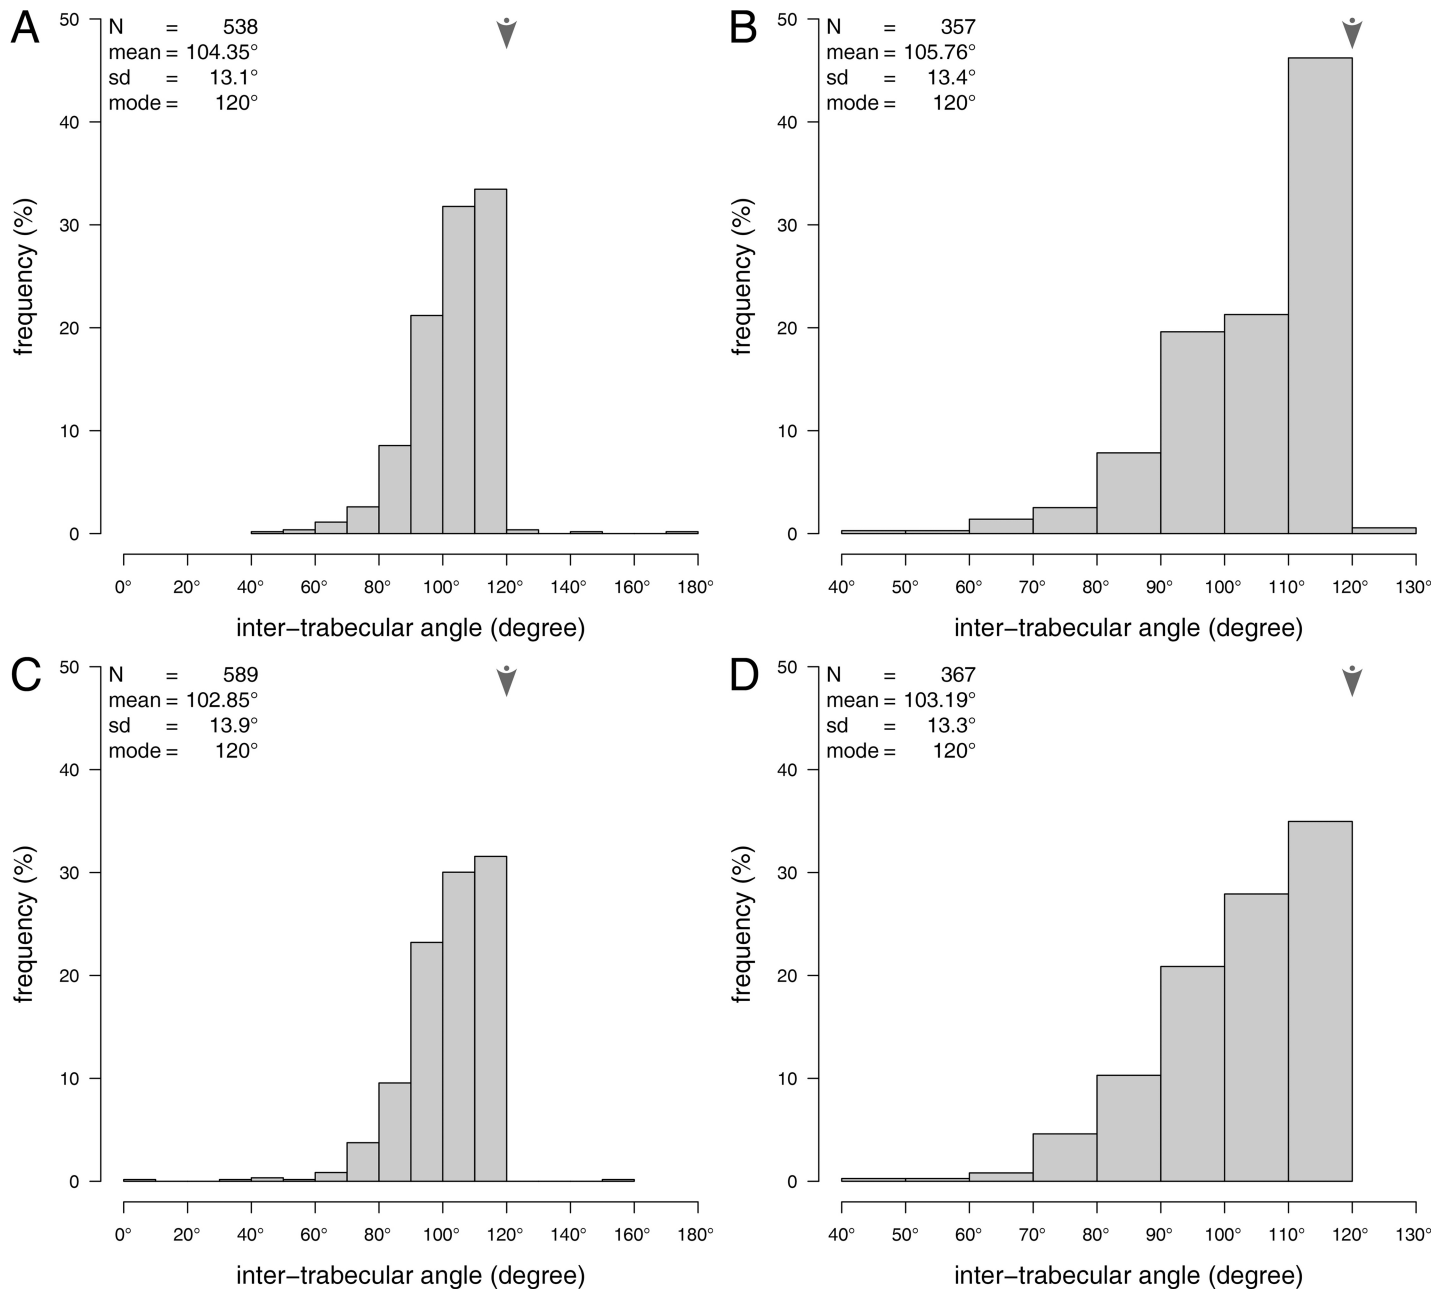 A
N = 538
mean = 104.35°
sd = 13.1°
mode = 120°
50
40
30
20
10
0
frequency (%)
0° 20° 40° 60° 80° 100° 120° 140° 160° 180°
inter−trabecular angle (degree)
B
N = 357
mean = 105.76°
sd = 13.4°
mode = 120°
50
40
30
20
10
0
frequency (%)
40° 50° 60° 70° 80° 90° 100° 110° 120° 130°
inter−trabecular angle (degree)
C
N = 589
mean = 102.85°
sd = 13.9°
mode = 120°
50
40
30
20
10
0
frequency (%)
0° 20° 40° 60° 80° 100° 120° 140° 160° 180°
inter−trabecular angle (degree)
D
N = 367
mean = 103.19°
sd = 13.3°
mode = 120°
50
40
30
20
10
0
frequency (%)
40° 50° 60° 70° 80° 90° 100° 110° 120° 130°
inter−trabecular angle (degree)